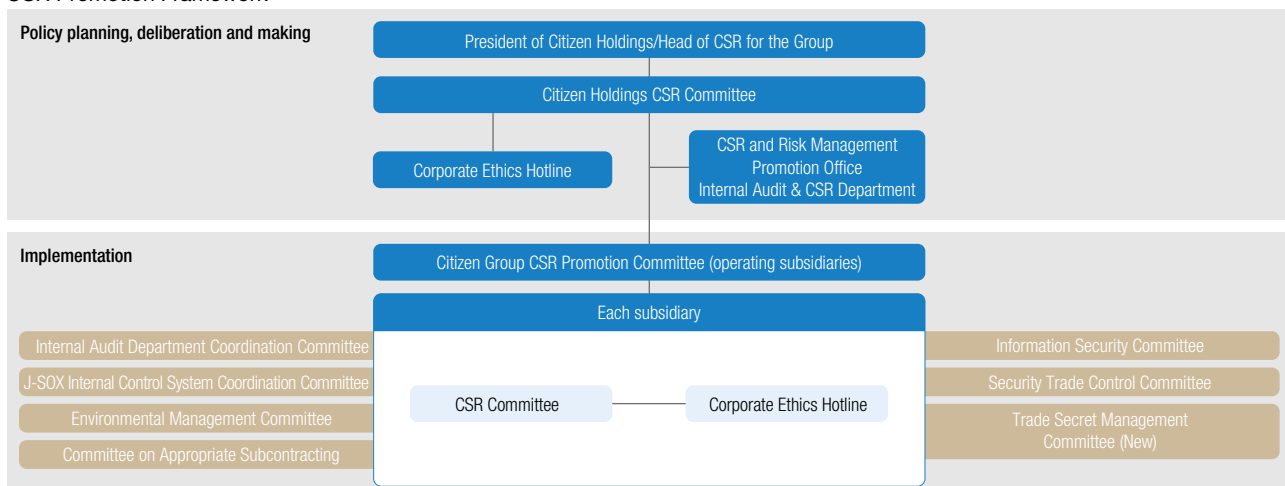 Policy planning, deliberation and making
President of Citizen Holdings/Head of CSR for the Group
Citizen Holdings CSR Committee
Corporate Ethics Hotline
CSR and Risk Management
Promotion Office
Internal Audit & CSR Department
Implementation
Citizen Group CSR Promotion Committee (operating subsidiaries)
Each subsidiary
Internal Audit Department Coordination Committee
J-SOX Internal Control System Coordination Committee
Environmental Management Committee
Committee on Appropriate Subcontracting
CSR Committee
Corporate Ethics Hotline
Information Security Committee
Security Trade Control Committee
Trade Secret Management
Committee (New)